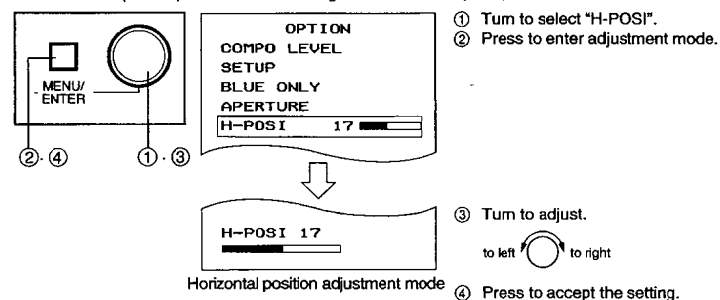 OPTION
COMPO LEVEL
SETUP
BLUE ONLY
APERTURE
H-POSI 17
MENU/
ENTER
②·④
①·③
① Turn to select "H-POSI".
② Press to enter adjustment mode.
H-POSI 17
Horizontal position adjustment mode
③ Turn to adjust.
to left to right
④ Press to accept the setting.